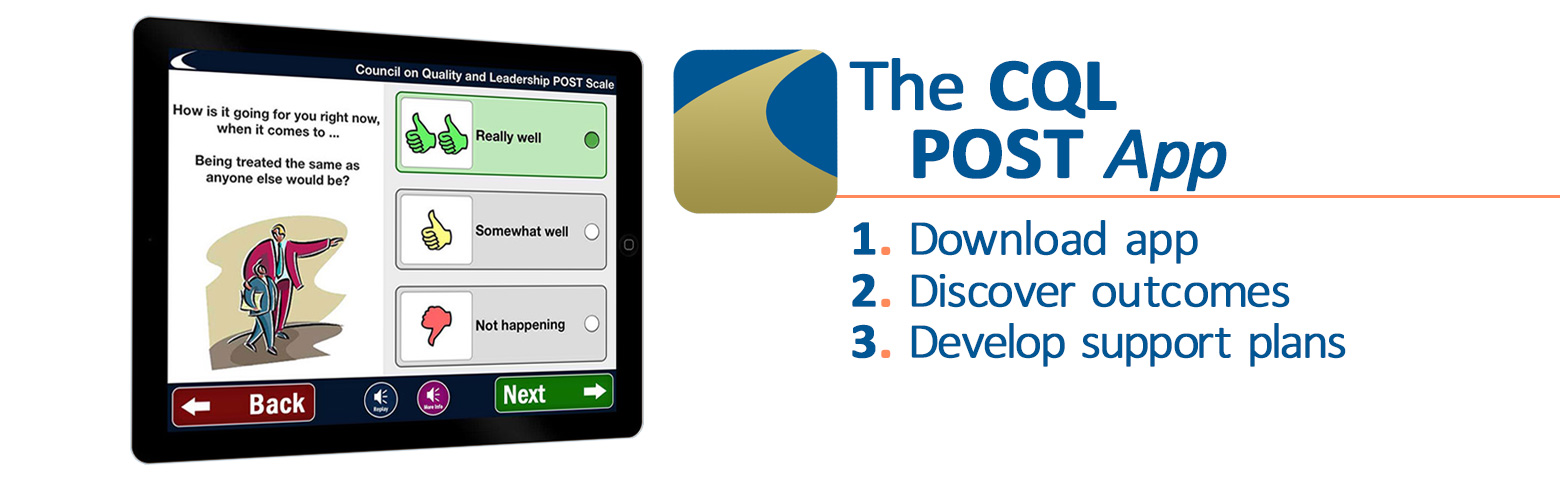 Council on Quality and Leadership POST Scale
How is it going for you right now,
when it comes to ...
Being treated the same as
anyone else would be?
Really well
Somewhat well
Not happening
Back
Replay
More Info
Next
The CQL
POST App
1. Download app
2. Discover outcomes
3. Develop support plans